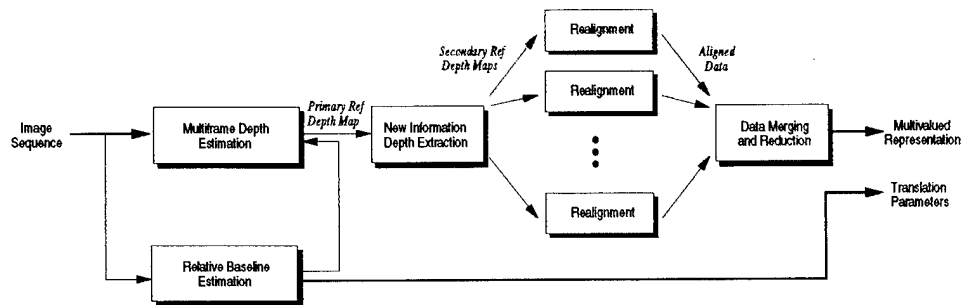 Image
Sequence
Multiframe Depth
Estimation
Relative Baseline
Estimation
Primary Ref
Depth Map
New Information
Depth Extraction
Secondary Ref
Depth Maps
Realignment
Realignment
Realignment
Aligned
Data
Data Merging
and Reduction
Multivalued
Representation
Translation
Parameters